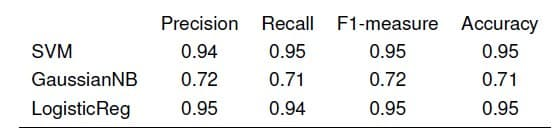 Precision Recall F1-measure Accuracy
SVM 0.94 0.95 0.95 0.95
GaussianNB 0.72 0.71 0.72 0.71
LogisticReg 0.95 0.94 0.95 0.95